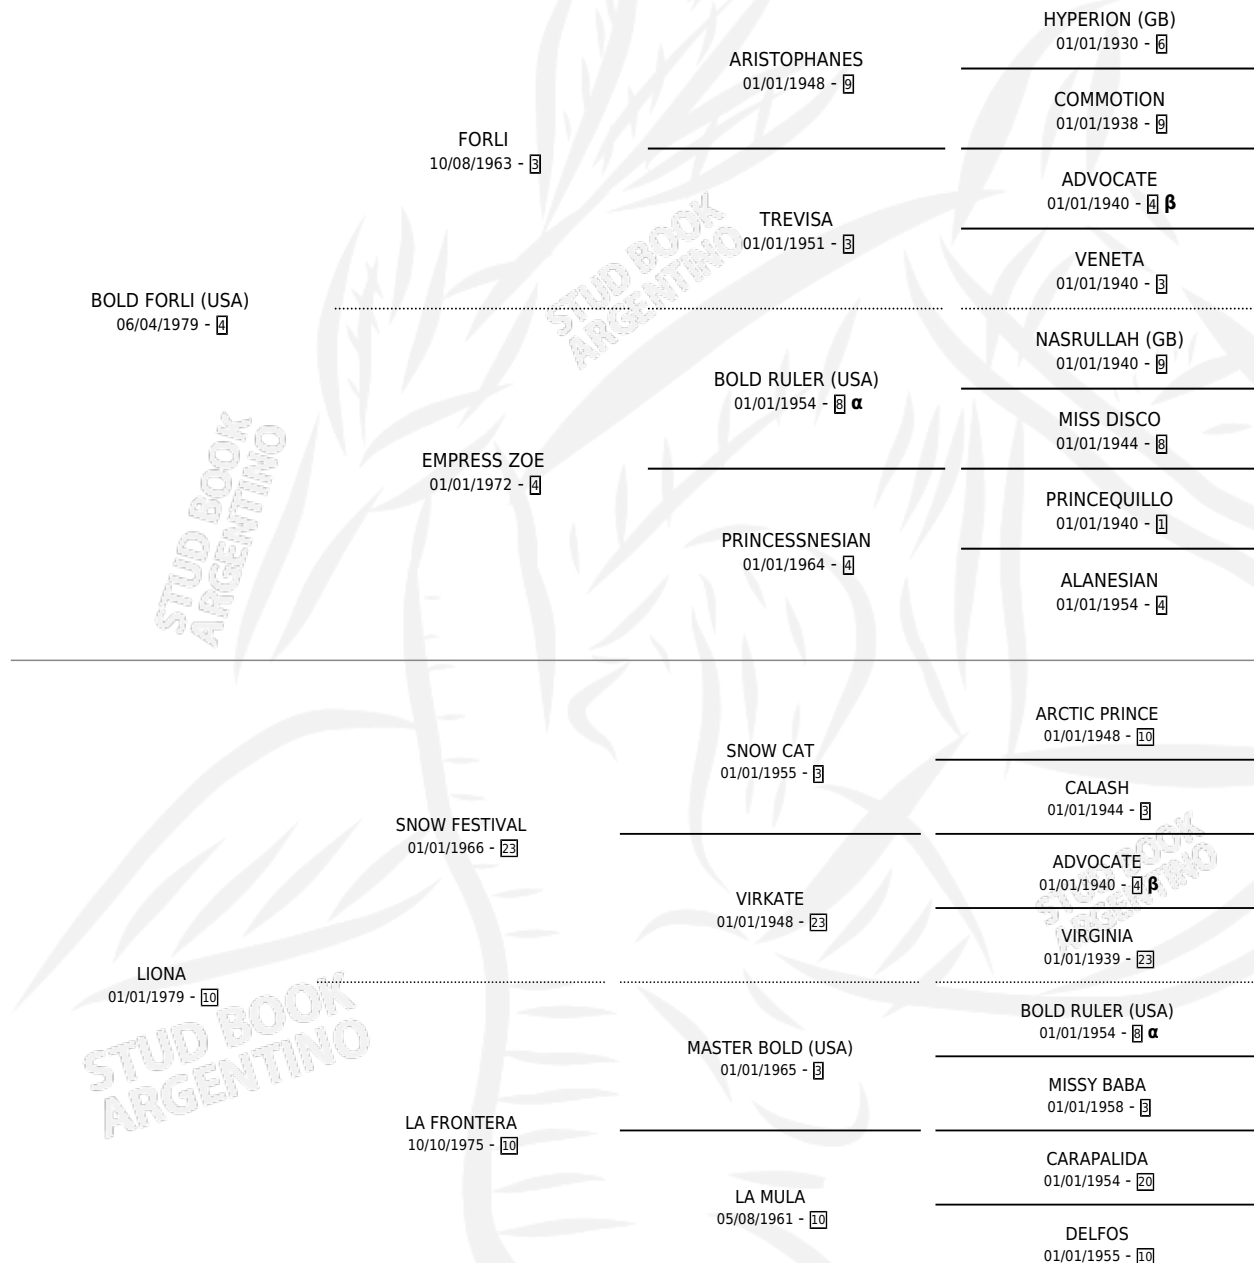 HYPERION (GB)
01/01/1930 - 6
ARISTOPHANES
01/01/1948 - 9
COMMOTION
01/01/1938 - 9
FORLI
10/08/1963 - 3
ADVOCATE
01/01/1940 - 4 β
TREVISA
01/01/1951 - 3
VENETA
01/01/1940 - 3
BOLD FORLI (USA)
06/04/1979 - 4
NASRULLAH (GB)
01/01/1940 - 9
BOLD RULER (USA)
01/01/1954 - 8 α
MISS DISCO
01/01/1944 - 8
EMPRESS ZOE
01/01/1972 - 4
PRINCEQUILLO
01/01/1940 - 1
PRINCESSNESIAN
01/01/1964 - 4
ALANESIAN
01/01/1954 - 4
ARCTIC PRINCE
01/01/1948 - 10
SNOW CAT
01/01/1955 - 3
CALASH
01/01/1944 - 3
SNOW FESTIVAL
01/01/1966 - 23
ADVOCATE
01/01/1940 - 4 β
VIRKATE
01/01/1948 - 23
VIRGINIA
01/01/1939 - 23
LIONA
01/01/1979 - 10
BOLD RULER (USA)
01/01/1954 - 8 α
MASTER BOLD (USA)
01/01/1965 - 3
MISSY BABA
01/01/1958 - 3
LA FRONTERA
10/10/1975 - 10
CARAPALIDA
01/01/1954 - 20
LA MULA
05/08/1961 - 10
DELFOS
01/01/1955 - 10
STUD BOOK
ARGENTINO
STUD BOOK
ARGENTINO
STUD BOOK
ARGENTINO
STUD BOOK
ARGENTINO